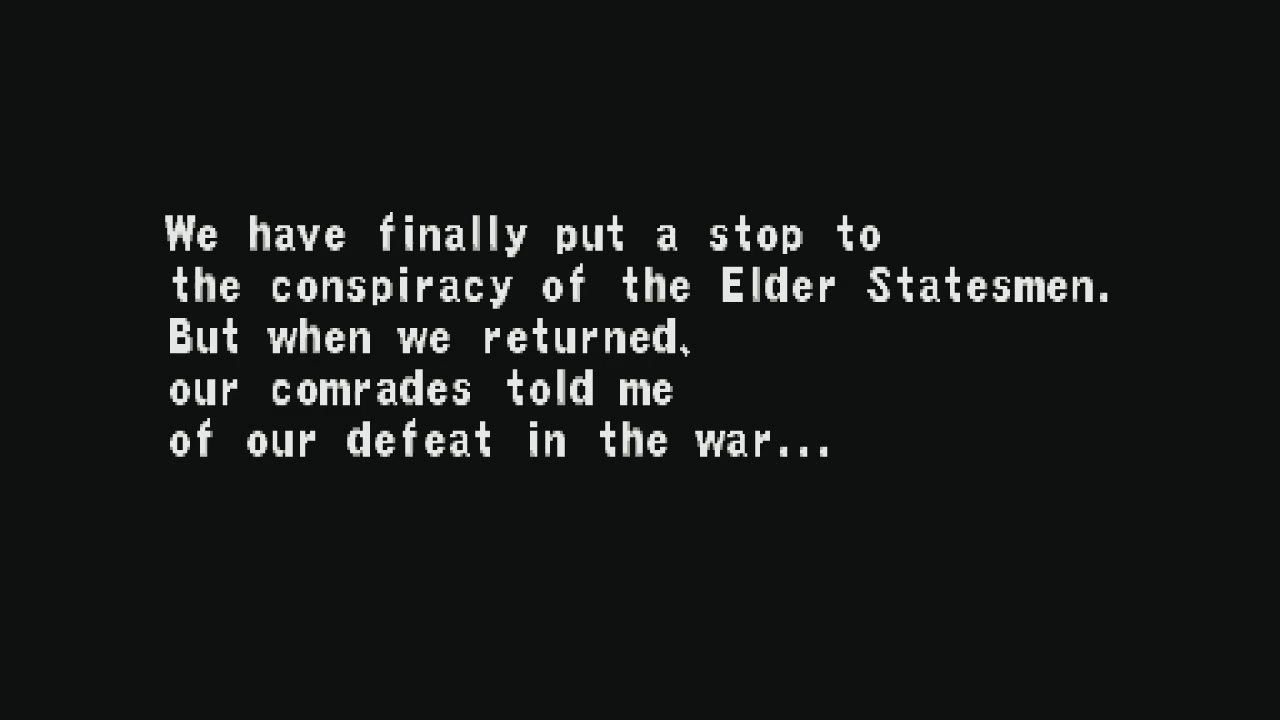 We have finally put a stop to
the conspiracy of the Elder Statesmen.
But when we returned,
our comrades told me
of our defeat in the war...